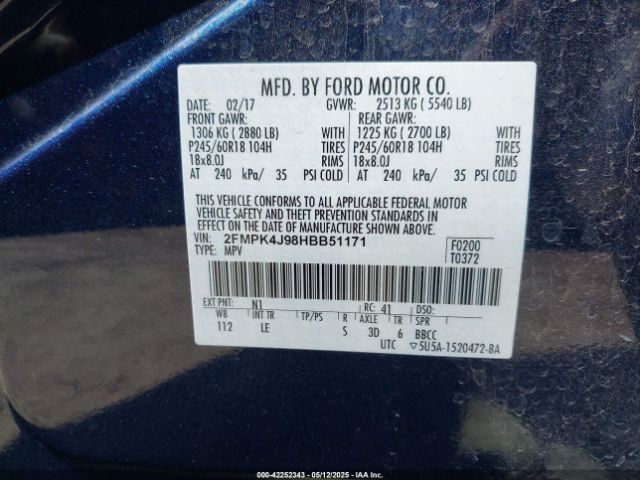 MFD. BY FORD MOTOR CO.
DATE: 02/17 GVWR: 2513 KG ( 5540 LB)
FRONT GAWR: REAR GAWR:
1306 KG ( 2880 LB) WITH 1225 KG ( 2700 LB) WITH
P245/60R18 104H TIRES P245/60R18 104H TIRES
18x8.0J RIMS 18x8.0J RIMS
AT 240 kPa/ 35 PSI COLD AT 240 kPa/ 35 PSI COLD
THIS VEHICLE CONFORMS TO ALL APPLICABLE FEDERAL MOTOR
VEHICLE SAFETY AND THEFT PREVENTION STANDARDS IN
EFFECT ON THE DATE OF MANUFACTURE SHOWN ABOVE.
VIN: 2FMPK4J98HBB51171 F0200
TYPE: MPV T0372
EXT PNT: N1 RC: 41 DSO:
WB INT TR TP/PS R AXLE TR SPR
112 LE S 3D 6 BBCC
UTC ▽5U5A-1520472-BA
000-42252343 - 05/12/2025 - IAAI.COM